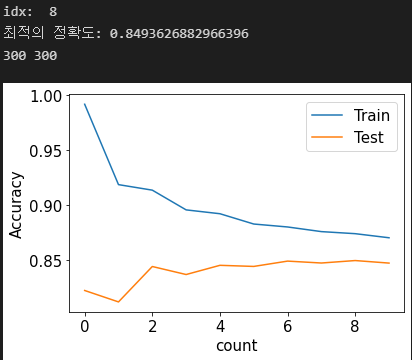 idx:  8
최적의 정확도: 0.8493626882966396
300 300
1.00
0.95
0.90
0.85
Accuracy
Train
Test
0 2 4 6 8
count